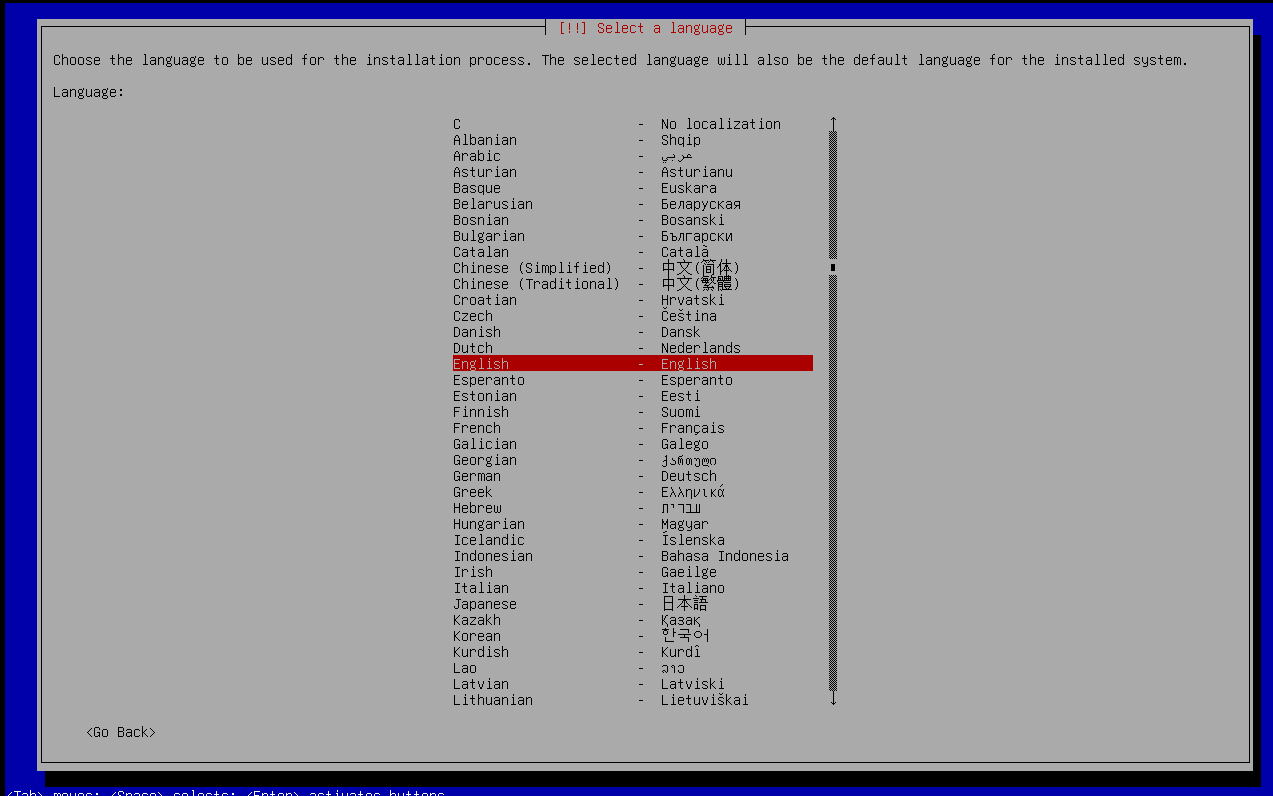 [!!] Select a language
Choose the language to be used for the installation process. The selected language will also be the default language for the installed system.
Language:
C - No localization ↑
Albanian - Shqip
Arabic - عربي
Asturian - Asturianu
Basque - Euskara
Belarusian - Беларуская
Bosnian - Bosanski
Bulgarian - Български
Catalan - Català
Chinese (Simplified) - 中文(简体)
Chinese (Traditional) - 中文(繁體)
Croatian - Hrvatski
Czech - Čeština
Danish - Dansk
Dutch - Nederlands
English - English
Esperanto - Esperanto
Estonian - Eesti
Finnish - Suomi
French - Français
Galician - Galego
Georgian - ქართული
German - Deutsch
Greek - Ελληνικά
Hebrew - עברית
Hungarian - Magyar
Icelandic - Íslenska
Indonesian - Bahasa Indonesia
Irish - Gaeilge
Italian - Italiano
Japanese - 日本語
Kazakh - Қазақ
Korean - 한국어
Kurdish - Kurdî
Lao - ລາວ
Latvian - Latviski
Lithuanian - Lietuviškai ↓
<Go Back>
<Tab> moves; <Space> selects; <Enter> activates buttons